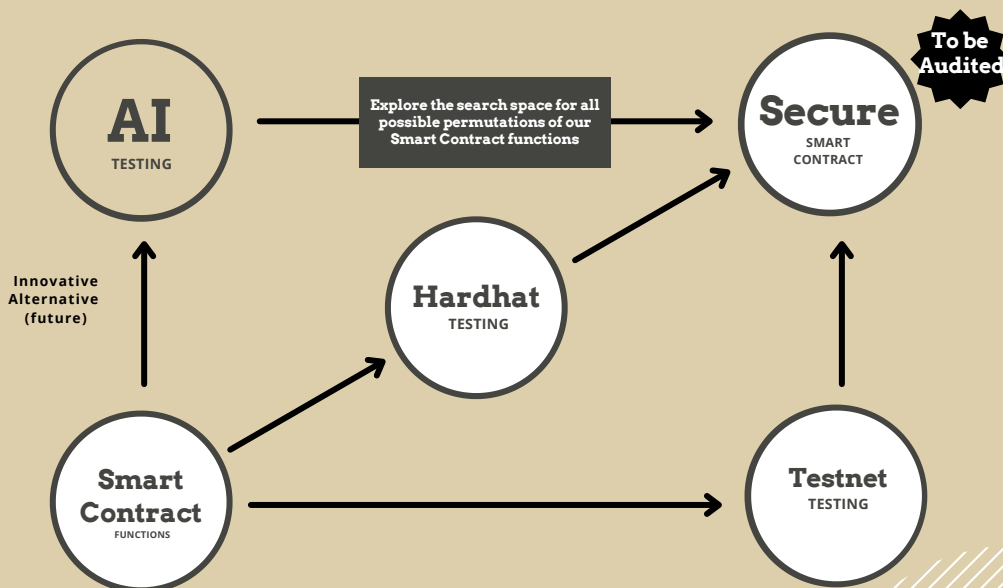 To be
Audited
AI
TESTING
Explore the search space for all
possible permutations of our
Smart Contract functions
Secure
SMART
CONTRACT
Innovative
Alternative
(future)
Hardhat
TESTING
Smart
Contract
FUNCTIONS
Testnet
TESTING